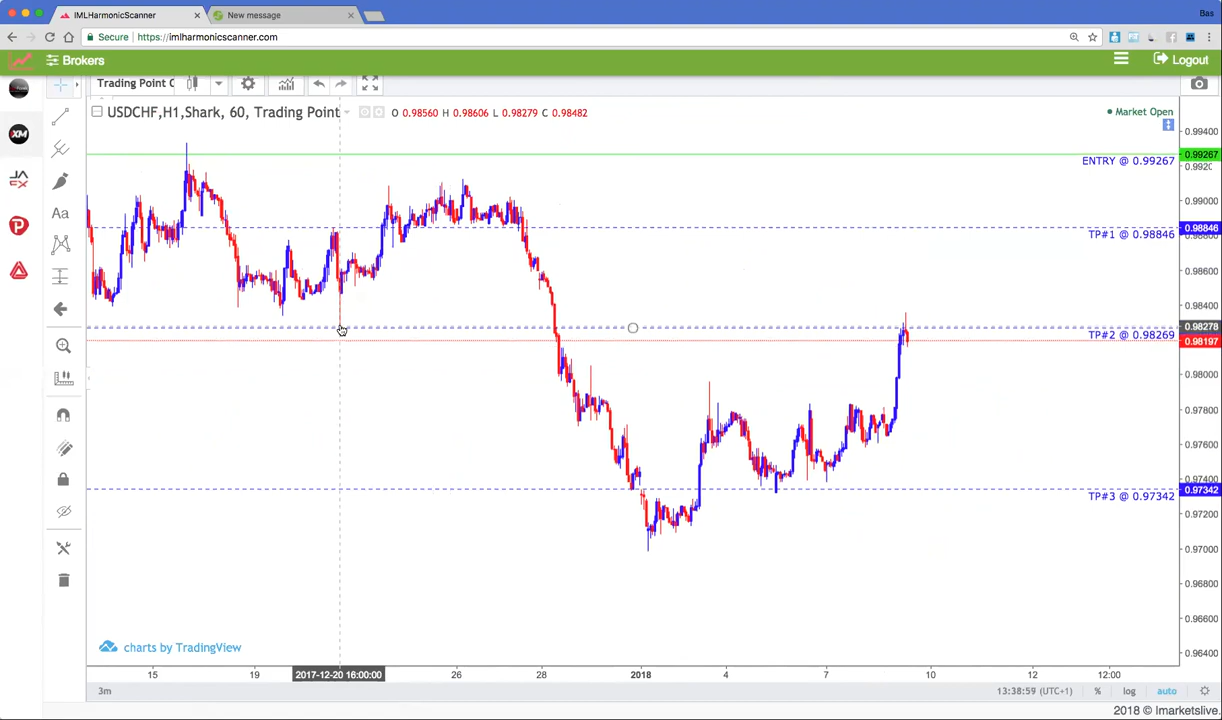 IMLHarmonicScanner
New message
Bas
Secure
https://imlharmonicscanner.com
Brokers
Logout
Trading Point C
USDCHF,H1,Shark, 60, Trading Point
O 0.98560 H 0.98606 L 0.98279 C 0.98482
Market Open
XM
Aa
0.99400
0.99267
ENTRY @ 0.99267
0.9920
0.99000
0.98846
TP#1 @ 0.98846
0.98600
0.98400
0.98278
TP#2 @ 0.98269
0.98197
0.98000
0.97800
0.97600
0.97400
0.97342
TP#3 @ 0.97342
0.97200
0.97000
0.96800
0.96600
0.96400
charts by TradingView
15
19
2017-12-20 16:00:00
26
28
2018
4
7
10
12
12:00
3m
13:38:59 (UTC+1)
%
log
auto
2018 © Imarketslive.